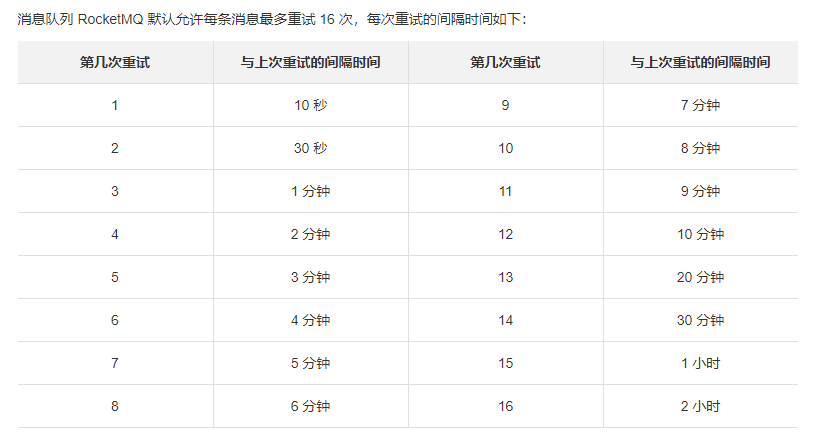 消息队列 RocketMQ 默认允许每条消息最多重试 16 次，每次重试的间隔时间如下：
第几次重试 与上次重试的间隔时间 第几次重试 与上次重试的间隔时间
1 10 秒 9 7 分钟
2 30 秒 10 8 分钟
3 1 分钟 11 9 分钟
4 2 分钟 12 10 分钟
5 3 分钟 13 20 分钟
6 4 分钟 14 30 分钟
7 5 分钟 15 1 小时
8 6 分钟 16 2 小时